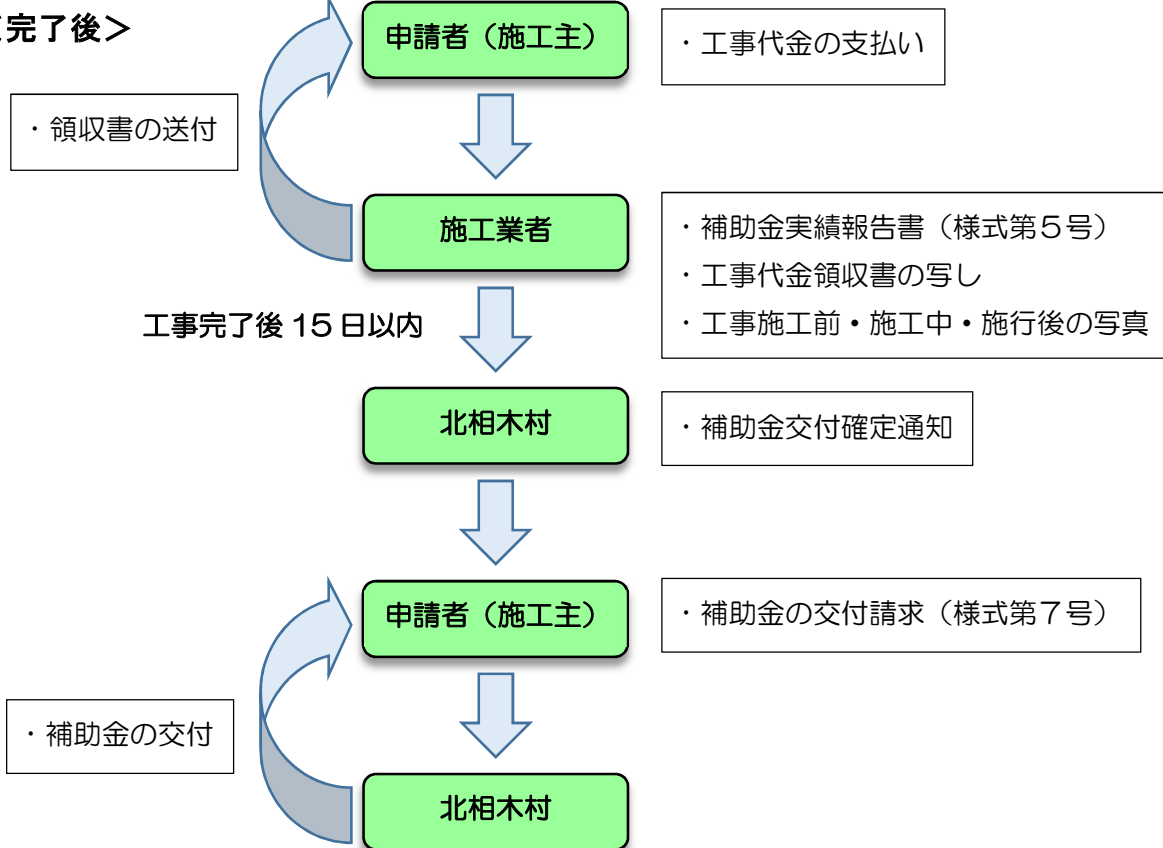 完了後＞
申請者（施工主）
・工事代金の支払い
・領収書の送付
施工業者
・補助金実績報告書（様式第５号）
・工事代金領収書の写し
・工事施工前・施工中・施行後の写真
工事完了後 15 日以内
北相木村
・補助金交付確定通知
申請者（施工主）
・補助金の交付請求（様式第７号）
・補助金の交付
北相木村